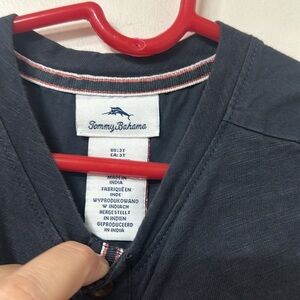 Tommy Bahama
US:3T
CA:3T
MADE IN
INDIA
FABRIQUÉ EN
INDE
WYPRODUKOWANO
W INDIACH
HERGESTELLT
IN INDIEN
GEPRODUCEERD
IN INDIA